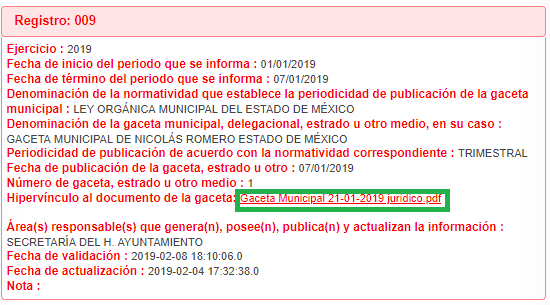 Registro: 009
Ejercicio : 2019
Fecha de inicio del periodo que se informa : 01/01/2019
Fecha de término del periodo que se informa : 07/01/2019
Denominación de la normatividad que establece la periodicidad de publicación de la gaceta
municipal : LEY ORGÁNICA MUNICIPAL DEL ESTADO DE MÉXICO
Denominación de la gaceta municipal, delegacional, estrado u otro medio, en su caso :
GACETA MUNICIPAL DE NICOLÁS ROMERO ESTADO DE MÉXICO
Periodicidad de publicación de acuerdo con la normatividad correspondiente : TRIMESTRAL
Fecha de publicación de la gaceta, estrado u otro : 07/01/2019
Número de gaceta, estrado u otro medio : 1
Hipervínculo al documento de la gaceta: Gaceta Municipal 21-01-2019 juridico.pdf
Área(s) responsable(s) que genera(n), posee(n), publica(n) y actualizan la información :
SECRETARÍA DEL H. AYUNTAMIENTO
Fecha de validación : 2019-02-08 18:10:06.0
Fecha de actualización : 2019-02-04 17:32:38.0
Nota :